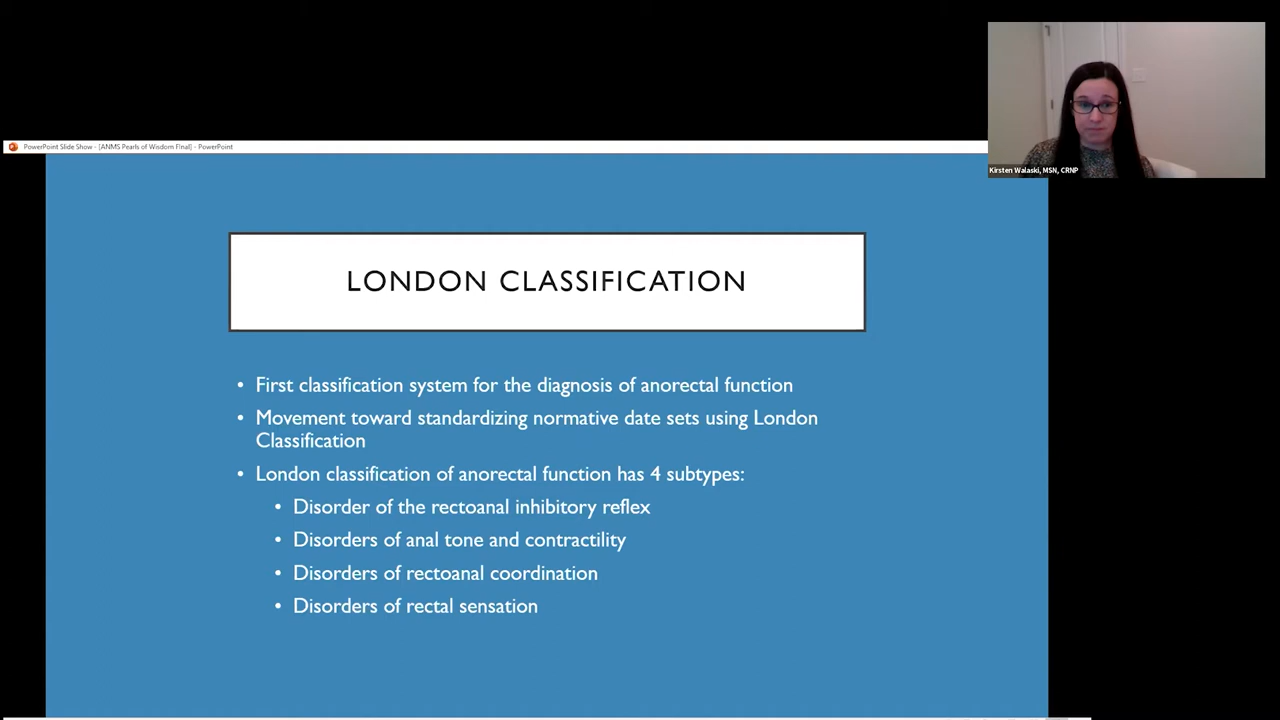 PowerPoint Slide Show - [ANMS Pearls of Wisdom Final] - PowerPoint
Kirsten Walaski, MSN, CRNP
LONDON CLASSIFICATION
• First classification system for the diagnosis of anorectal function
• Movement toward standardizing normative date sets using London
Classification
• London classification of anorectal function has 4 subtypes:
• Disorder of the rectoanal inhibitory reflex
• Disorders of anal tone and contractility
• Disorders of rectoanal coordination
• Disorders of rectal sensation